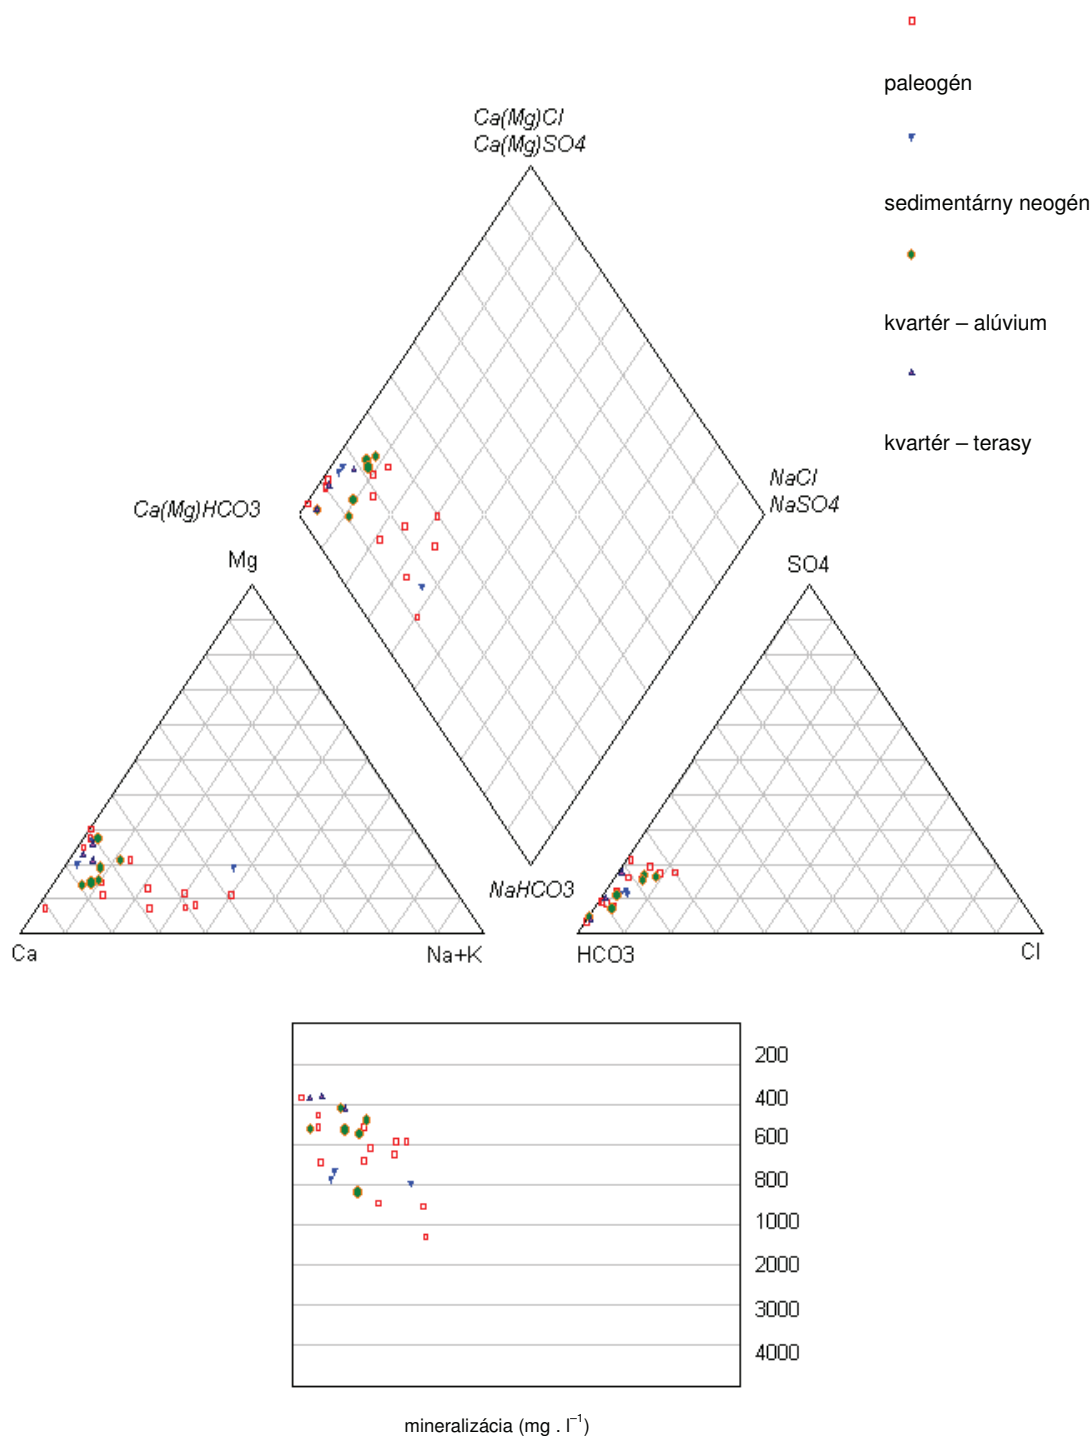 paleogén
Ca(Mg)Cl
Ca(Mg)SO4
sedimentárny neogén
kvartér – alúvium
kvartér – terasy
NaCl
NaSO4
Ca(Mg)HCO3
Mg
SO4
NaHCO3
Ca
Na+K
HCO3
Cl
200
400
600
800
1000
2000
3000
4000
mineralizácia (mg . l⁻¹)